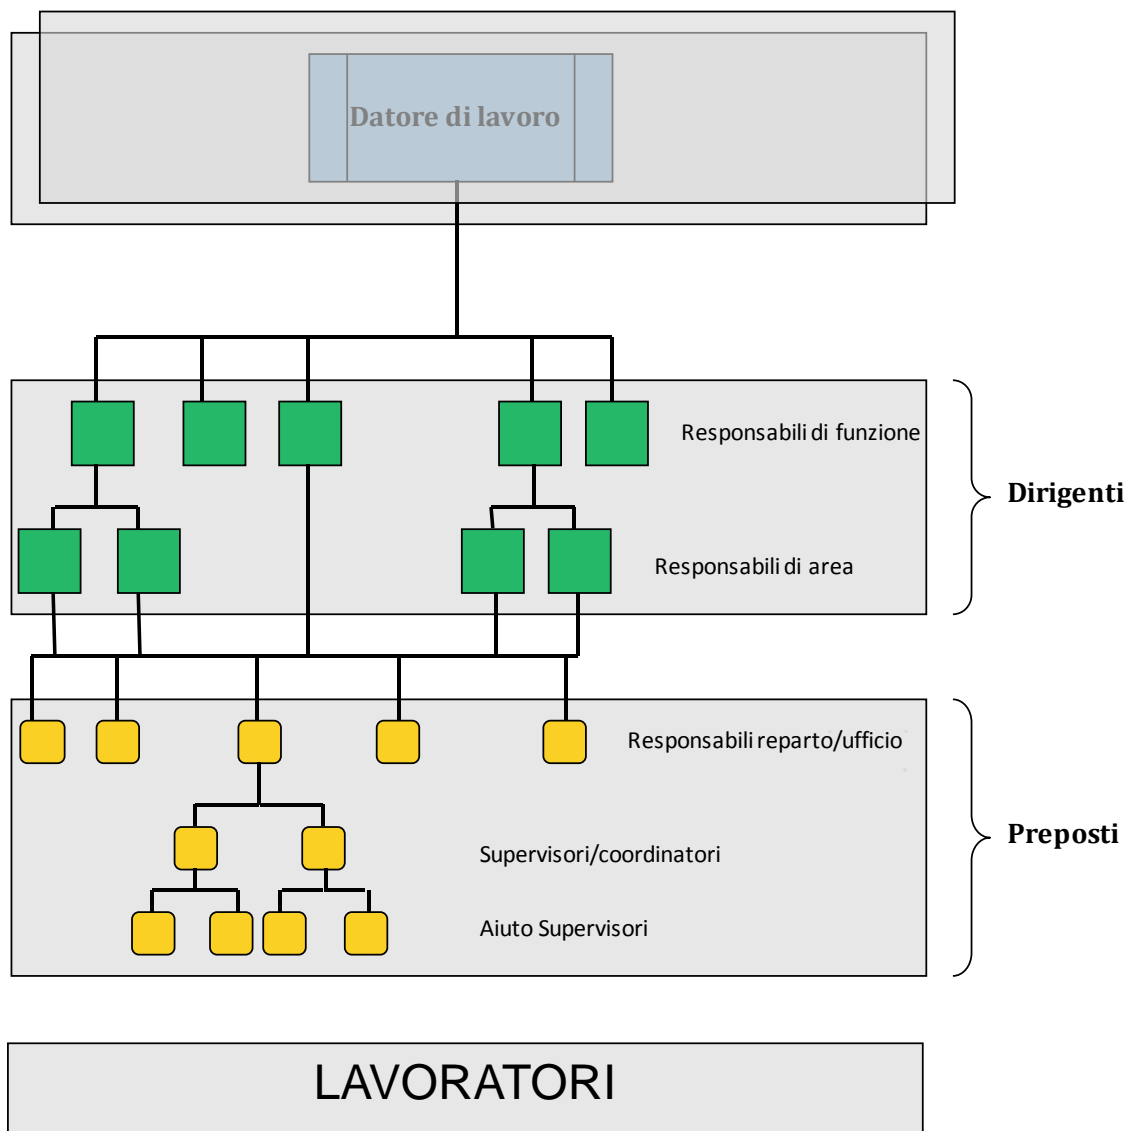 Datore di lavoro
Responsabili di funzione
Dirigenti
Responsabili di area
Responsabili reparto/ufficio
Preposti
Supervisori/coordinatori
Aiuto Supervisori
LAVORATORI